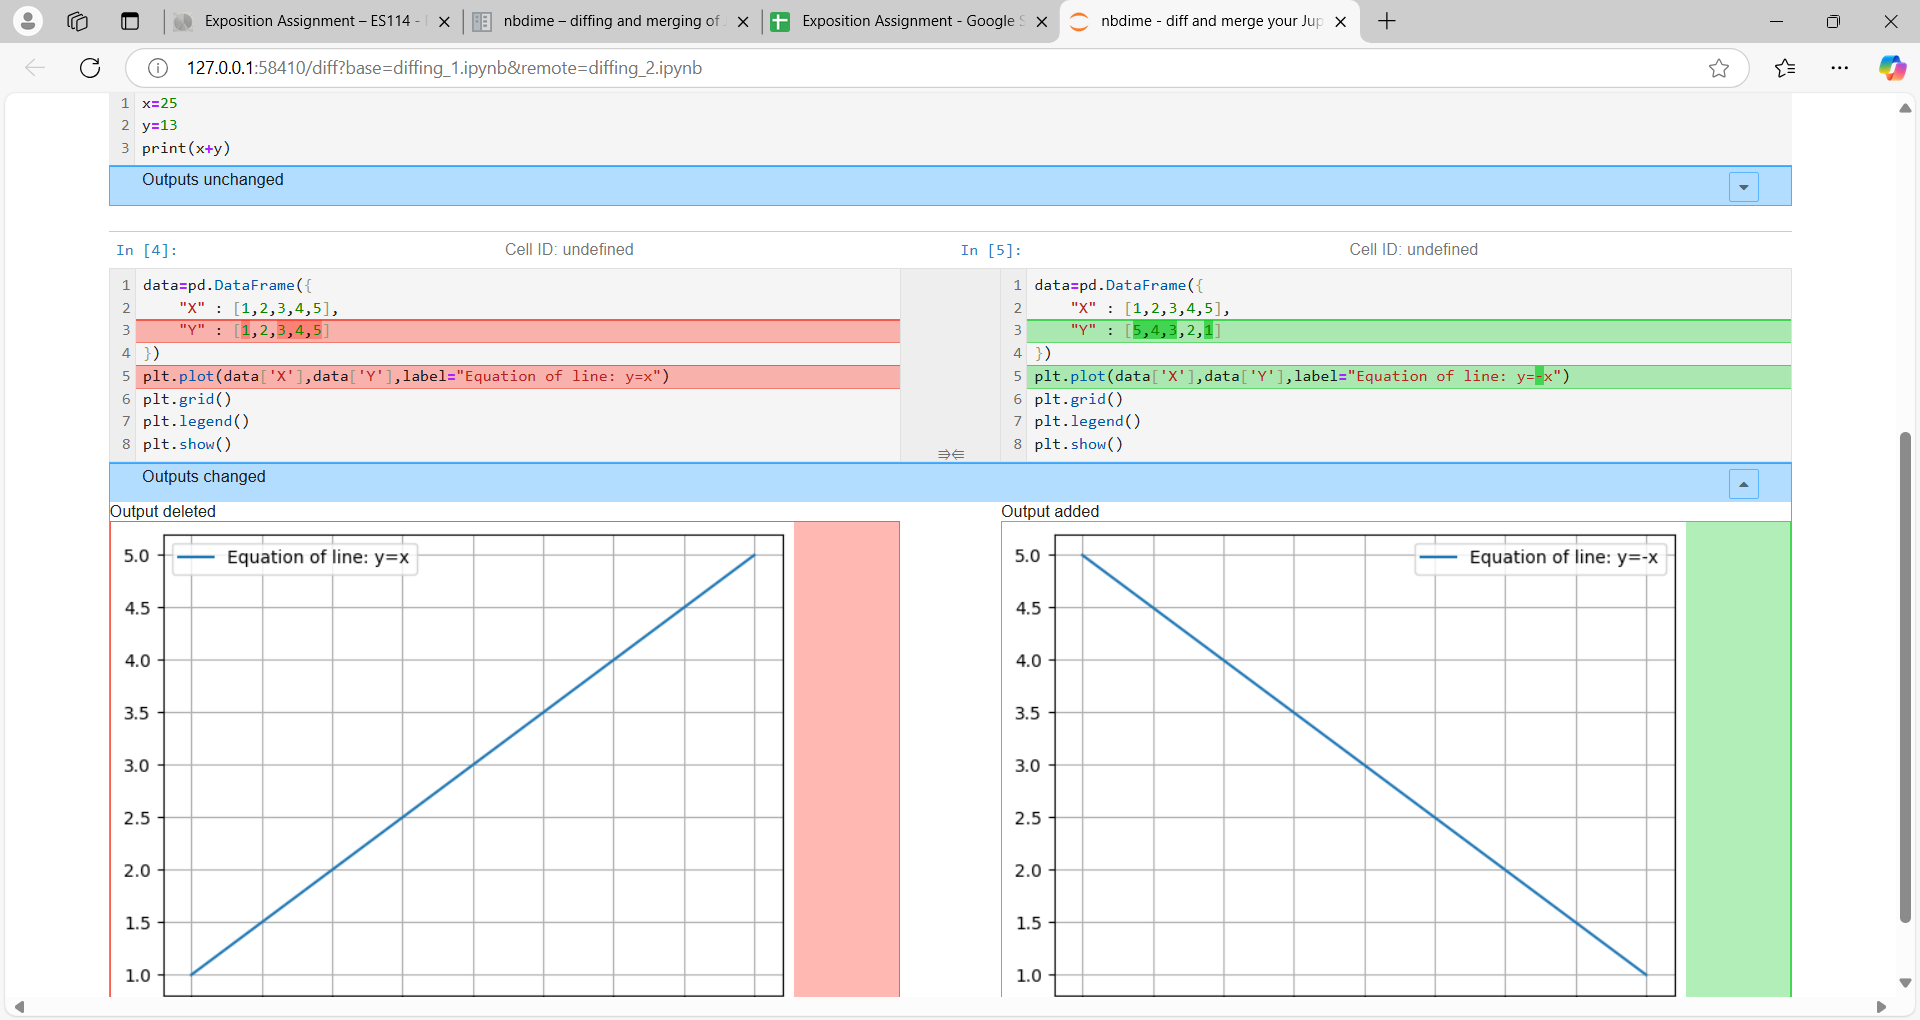 Exposition Assignment – ES114 -
nbdime – diffing and merging of
Exposition Assignment - Google S
nbdime - diff and merge your Jup
127.0.0.1:58410/diff?base=diffing_1.ipynb&remote=diffing_2.ipynb
1 x=25
2 y=13
3 print(x+y)
Outputs unchanged
In [4]: Cell ID: undefined
1 data=pd.DataFrame({
2     "X" : [1,2,3,4,5],
3     "Y" : [1,2,3,4,5]
4 })
5 plt.plot(data['X'],data['Y'],label="Equation of line: y=x")
6 plt.grid()
7 plt.legend()
8 plt.show()
In [5]: Cell ID: undefined
1 data=pd.DataFrame({
2     "X" : [1,2,3,4,5],
3     "Y" : [5,4,3,2,1]
4 })
5 plt.plot(data['X'],data['Y'],label="Equation of line: y=-x")
6 plt.grid()
7 plt.legend()
8 plt.show()
Outputs changed
Output deleted
Equation of line: y=x
5.0
4.5
4.0
3.5
3.0
2.5
2.0
1.5
1.0
Output added
Equation of line: y=-x
5.0
4.5
4.0
3.5
3.0
2.5
2.0
1.5
1.0